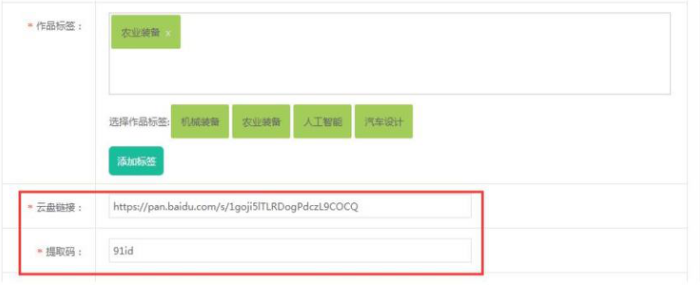 * 作品标签：
农业装备 x
选择作品标签: 机械装备 农业装备 人工智能 汽车设计
添加标签
* 云盘链接： https://pan.baidu.com/s/1goji5lTLRDogPdczL9COCQ
* 提取码： 91id